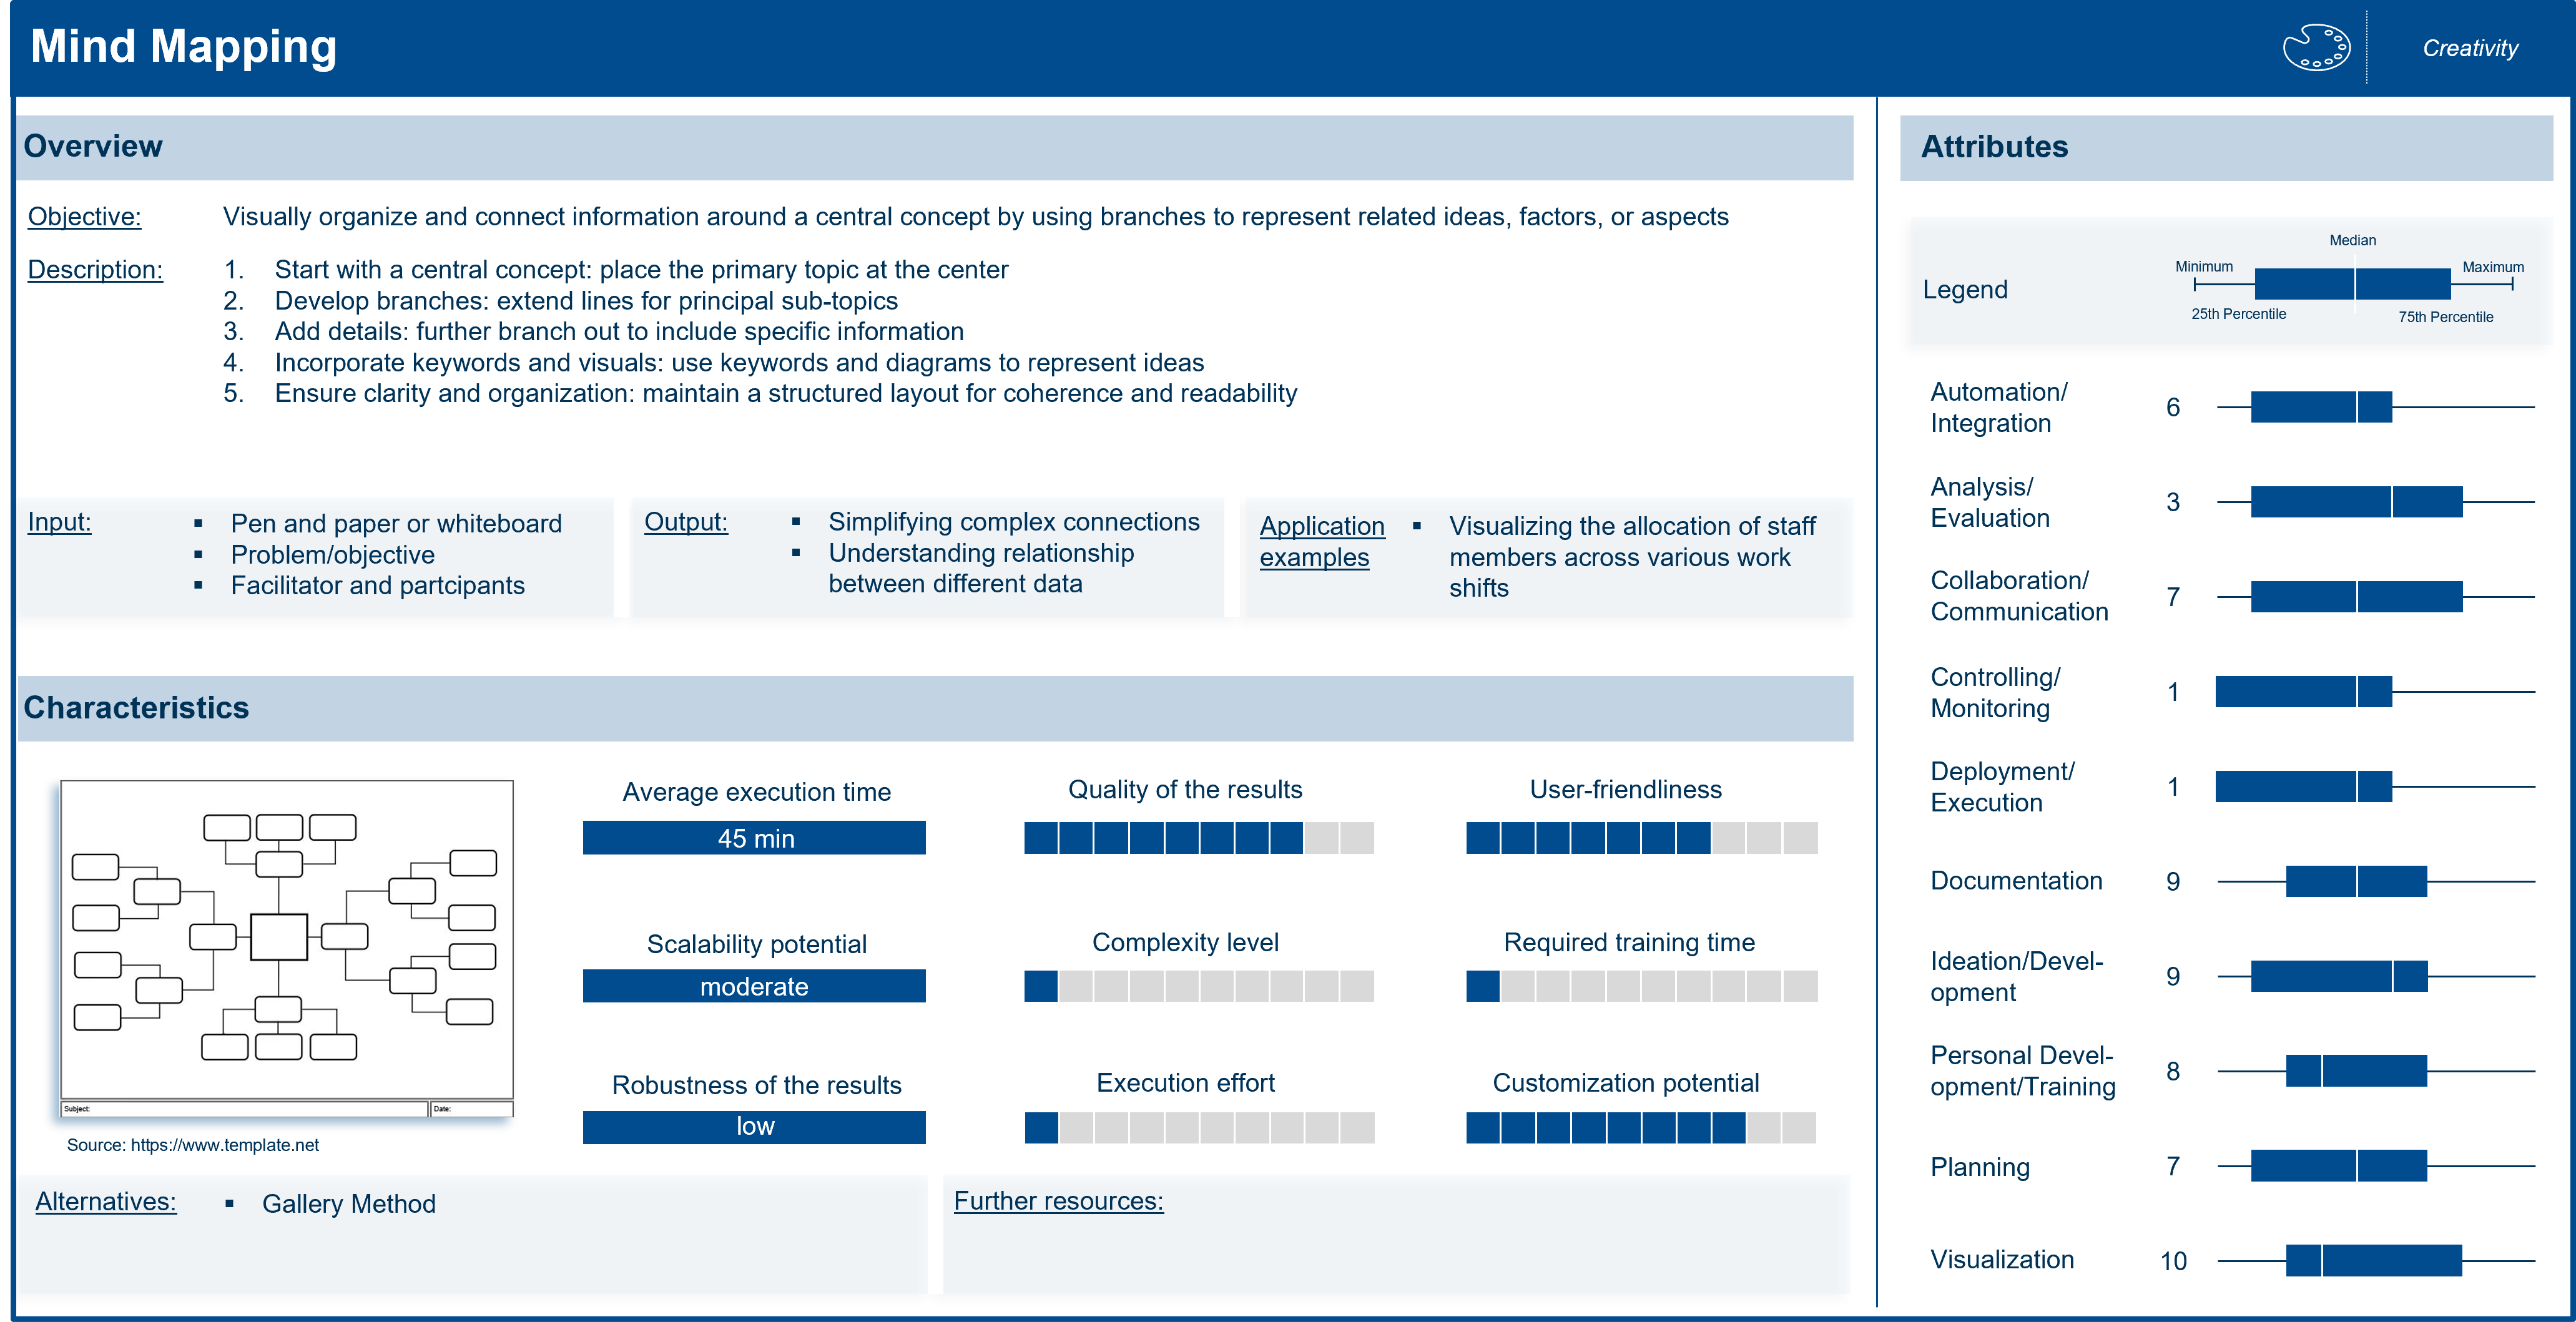 Mind Mapping
Creativity
Overview
Objective: Visually organize and connect information around a central concept by using branches to represent related ideas, factors, or aspects
Description: 1. Start with a central concept: place the primary topic at the center
2. Develop branches: extend lines for principal sub-topics
3. Add details: further branch out to include specific information
4. Incorporate keywords and visuals: use keywords and diagrams to represent ideas
5. Ensure clarity and organization: maintain a structured layout for coherence and readability
Input:
▪ Pen and paper or whiteboard
▪ Problem/objective
▪ Facilitator and partcipants
Output:
▪ Simplifying complex connections
▪ Understanding relationship
between different data
Application
examples
▪ Visualizing the allocation of staff
members across various work
shifts
Characteristics
Subject:
Date:
Source: https://www.template.net
Average execution time
45 min
Quality of the results
User-friendliness
Scalability potential
moderate
Complexity level
Required training time
Robustness of the results
low
Execution effort
Customization potential
Alternatives: ▪ Gallery Method
Further resources:
Attributes
Legend
Median
Minimum
Maximum
25th Percentile
75th Percentile
Automation/
Integration
6
Analysis/
Evaluation
3
Collaboration/
Communication
7
Controlling/
Monitoring
1
Deployment/
Execution
1
Documentation 9
Ideation/Devel-
opment
9
Personal Devel-
opment/Training
8
Planning 7
Visualization 10